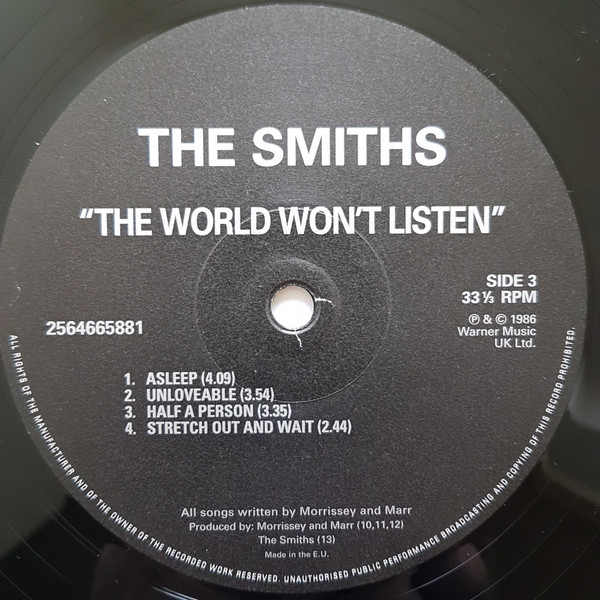 THE SMITHS
"THE WORLD WON'T LISTEN"
SIDE 3
33 ⅓ RPM
2564665881
℗ & © 1986
Warner Music
UK Ltd.
1. ASLEEP (4.09)
2. UNLOVEABLE (3.54)
3. HALF A PERSON (3.35)
4. STRETCH OUT AND WAIT (2.44)
All songs written by Morrissey and Marr
Produced by: Morrissey and Marr (10,11,12)
The Smiths (13)
Made in the E.U.
ALL RIGHTS OF THE MANUFACTURER AND OF THE OWNER OF THE RECORDED WORK RESERVED. UNAUTHORISED PUBLIC PERFORMANCE BROADCASTING AND COPYING OF THIS RECORD PROHIBITED.